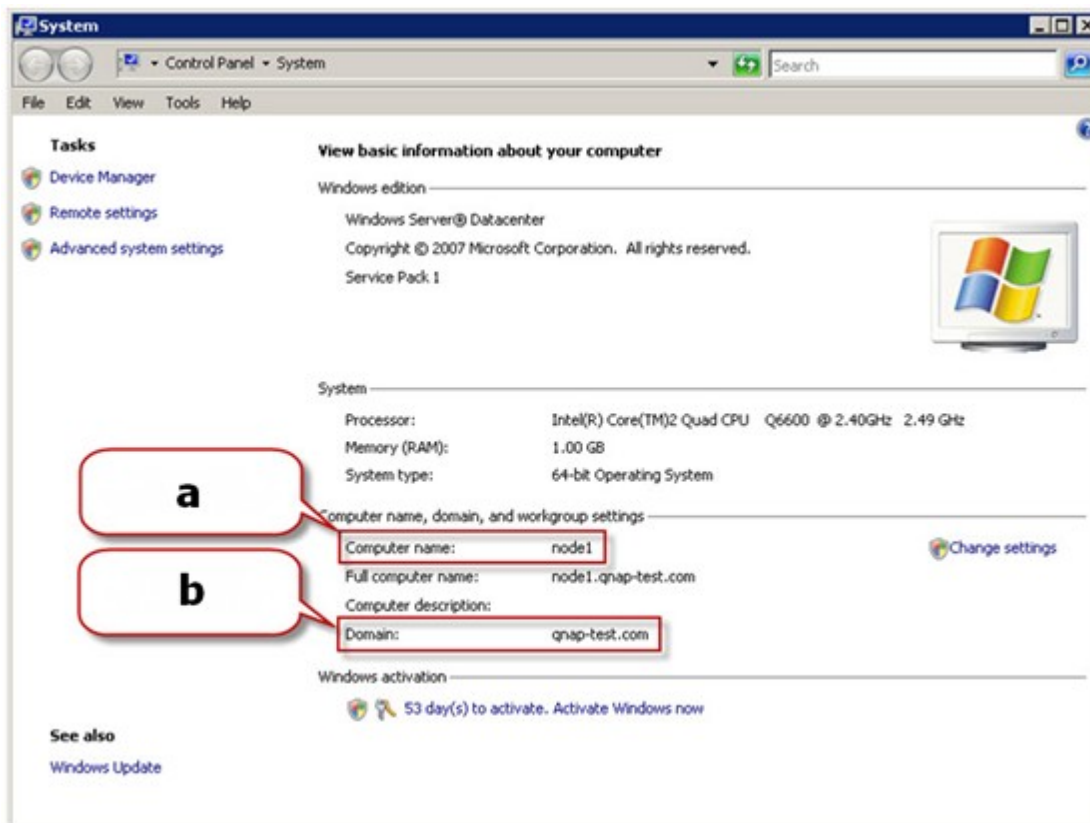 System
Control Panel System
Search
File Edit View Tools Help
Tasks
Device Manager
Remote settings
Advanced system settings
See also
Windows Update
View basic information about your computer
Windows edition
Windows Server® Datacenter
Copyright © 2007 Microsoft Corporation. All rights reserved.
Service Pack 1
System
Processor: Intel(R) Core(TM)2 Quad CPU Q6600 @ 2.40GHz 2.49 GHz
Memory (RAM): 1.00 GB
System type: 64-bit Operating System
a
b
Computer name, domain, and workgroup settings
Computer name: node1
Change settings
Full computer name: node1.qnap-test.com
Computer description:
Domain: qnap-test.com
Windows activation
53 day(s) to activate. Activate Windows now